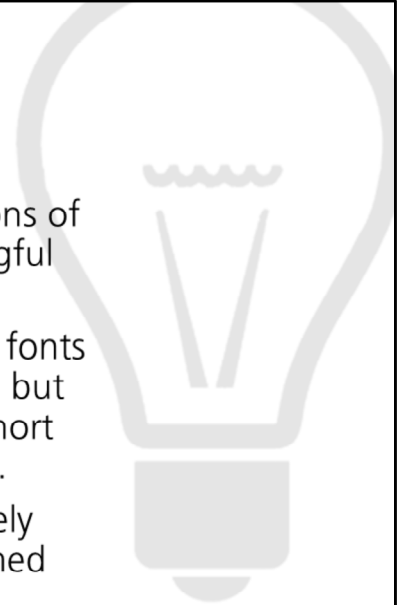 ons of
gful
fonts
but
hort
.
ely
ned